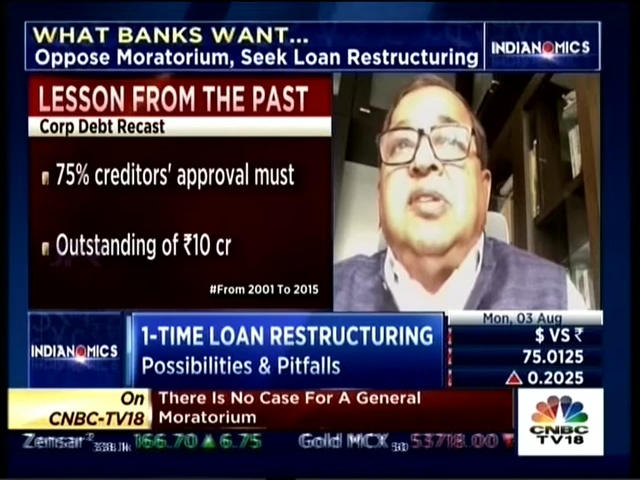 WHAT BANKS WANT...
Oppose Moratorium, Seek Loan Restructuring
INDIANOMICS
LESSON FROM THE PAST
Corp Debt Recast
75% creditors' approval must
Outstanding of ₹10 cr
#From 2001 To 2015
INDIANOMICS
1-TIME LOAN RESTRUCTURING
Possibilities & Pitfalls
Mon, 03 Aug
$ VS ₹
75.0125
▲ 0.2025
On
CNBC-TV18
There Is No Case For A General
Moratorium
CNBC
TV18
Zensar 166.70 ▲ 6.75 Gold MCX 53718.00 ▼